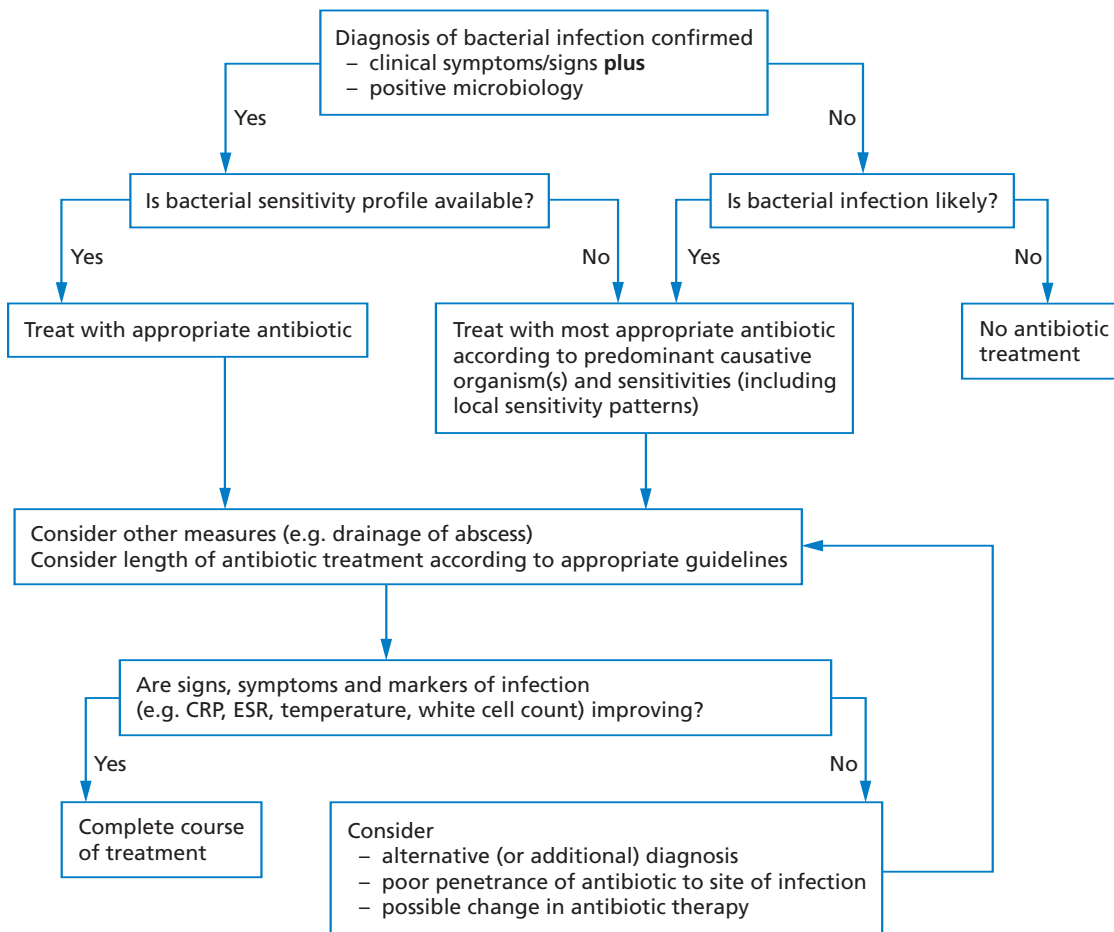 Diagnosis of bacterial infection confirmed
– clinical symptoms/signs plus
– positive microbiology
Yes
No
Is bacterial sensitivity profile available?
Is bacterial infection likely?
Yes
No
Yes
No
Treat with appropriate antibiotic
Treat with most appropriate antibiotic
according to predominant causative
organism(s) and sensitivities (including
local sensitivity patterns)
No antibiotic
treatment
Consider other measures (e.g. drainage of abscess)
Consider length of antibiotic treatment according to appropriate guidelines
Are signs, symptoms and markers of infection
(e.g. CRP, ESR, temperature, white cell count) improving?
Yes
No
Complete course
of treatment
Consider
– alternative (or additional) diagnosis
– poor penetrance of antibiotic to site of infection
– possible change in antibiotic therapy